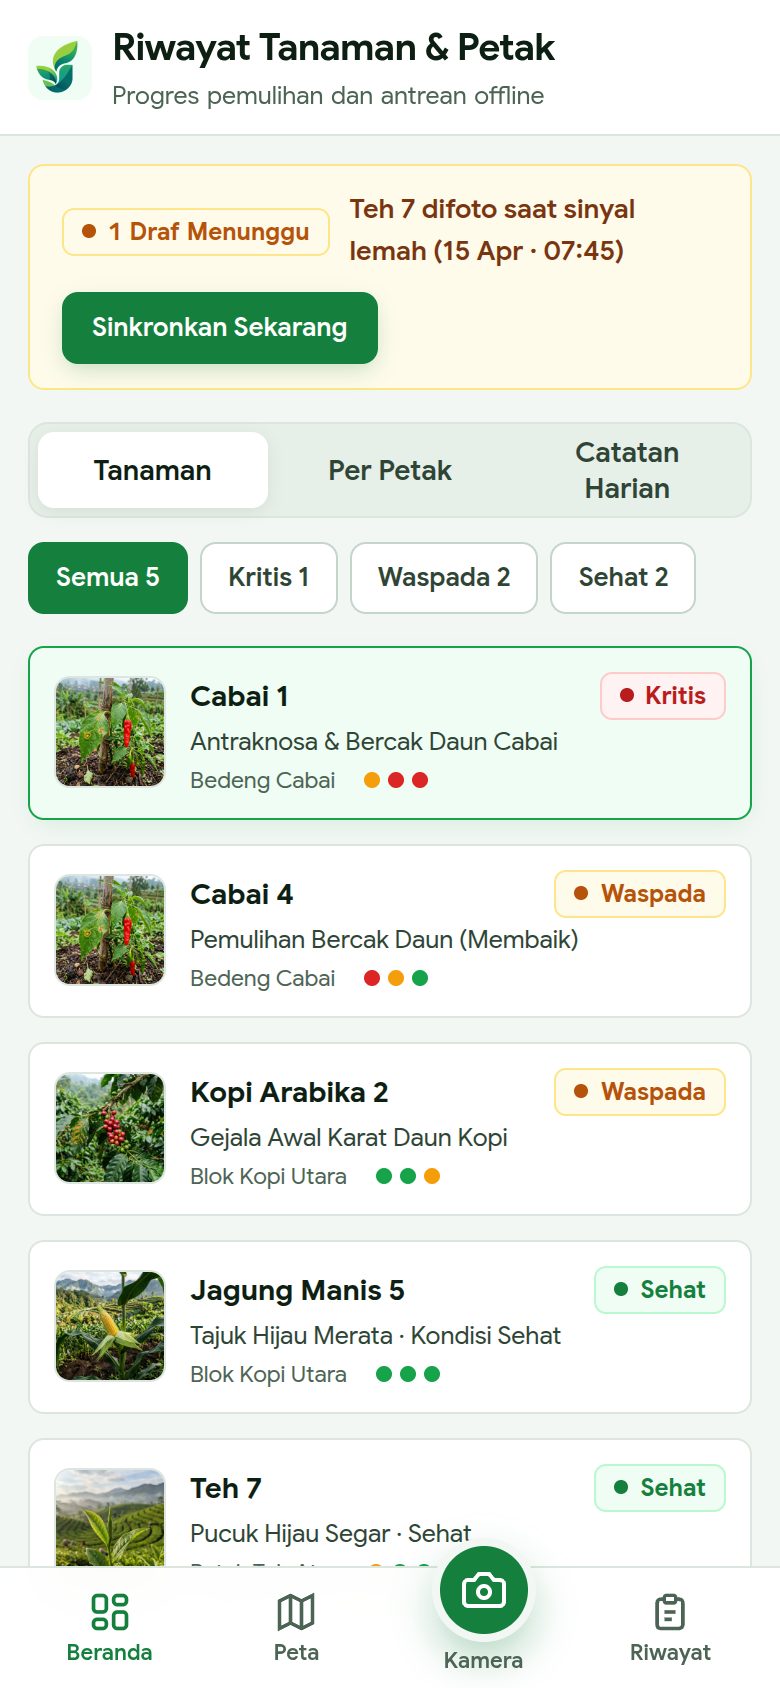 Riwayat Tanaman & Petak
Progres pemulihan dan antrean offline
1 Draf Menunggu
Teh 7 difoto saat sinyal
lemah (15 Apr · 07:45)
Sinkronkan Sekarang
Tanaman
Per Petak
Catatan
Harian
Semua 5
Kritis 1
Waspada 2
Sehat 2
Cabai 1
Kritis
Antraknosa & Bercak Daun Cabai
Bedeng Cabai
Cabai 4
Waspada
Pemulihan Bercak Daun (Membaik)
Bedeng Cabai
Kopi Arabika 2
Waspada
Gejala Awal Karat Daun Kopi
Blok Kopi Utara
Jagung Manis 5
Sehat
Tajuk Hijau Merata · Kondisi Sehat
Blok Kopi Utara
Teh 7
Sehat
Pucuk Hijau Segar · Sehat
Beranda
Peta
Kamera
Riwayat